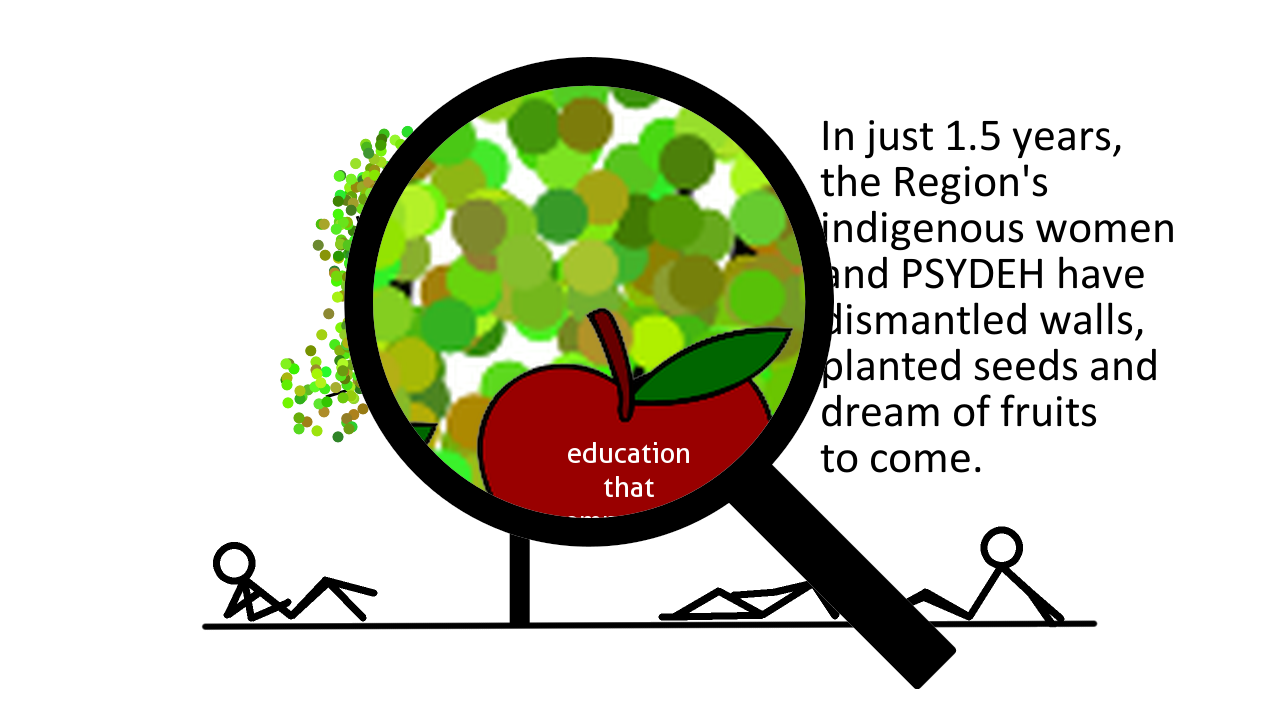 In just 1.5 years,
the Region's
indigenous women
and PSYDEH have
dismantled walls,
planted seeds and
dream of fruits
to come.
education
that